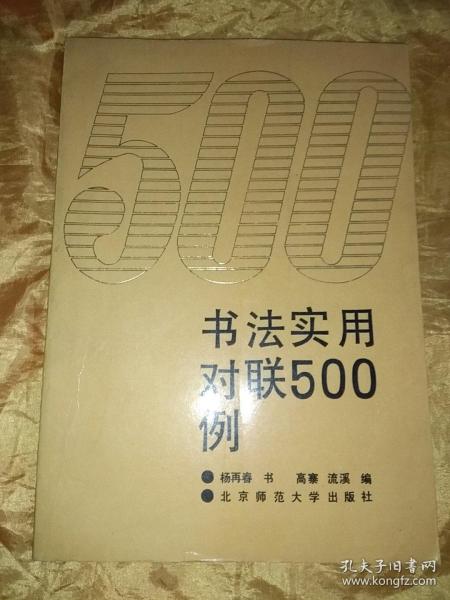 500
书法实用
对联500
例
杨再春 书 高寨 流溪 编
北京师范大学出版社
孔夫子旧书网
www.kongfz.com